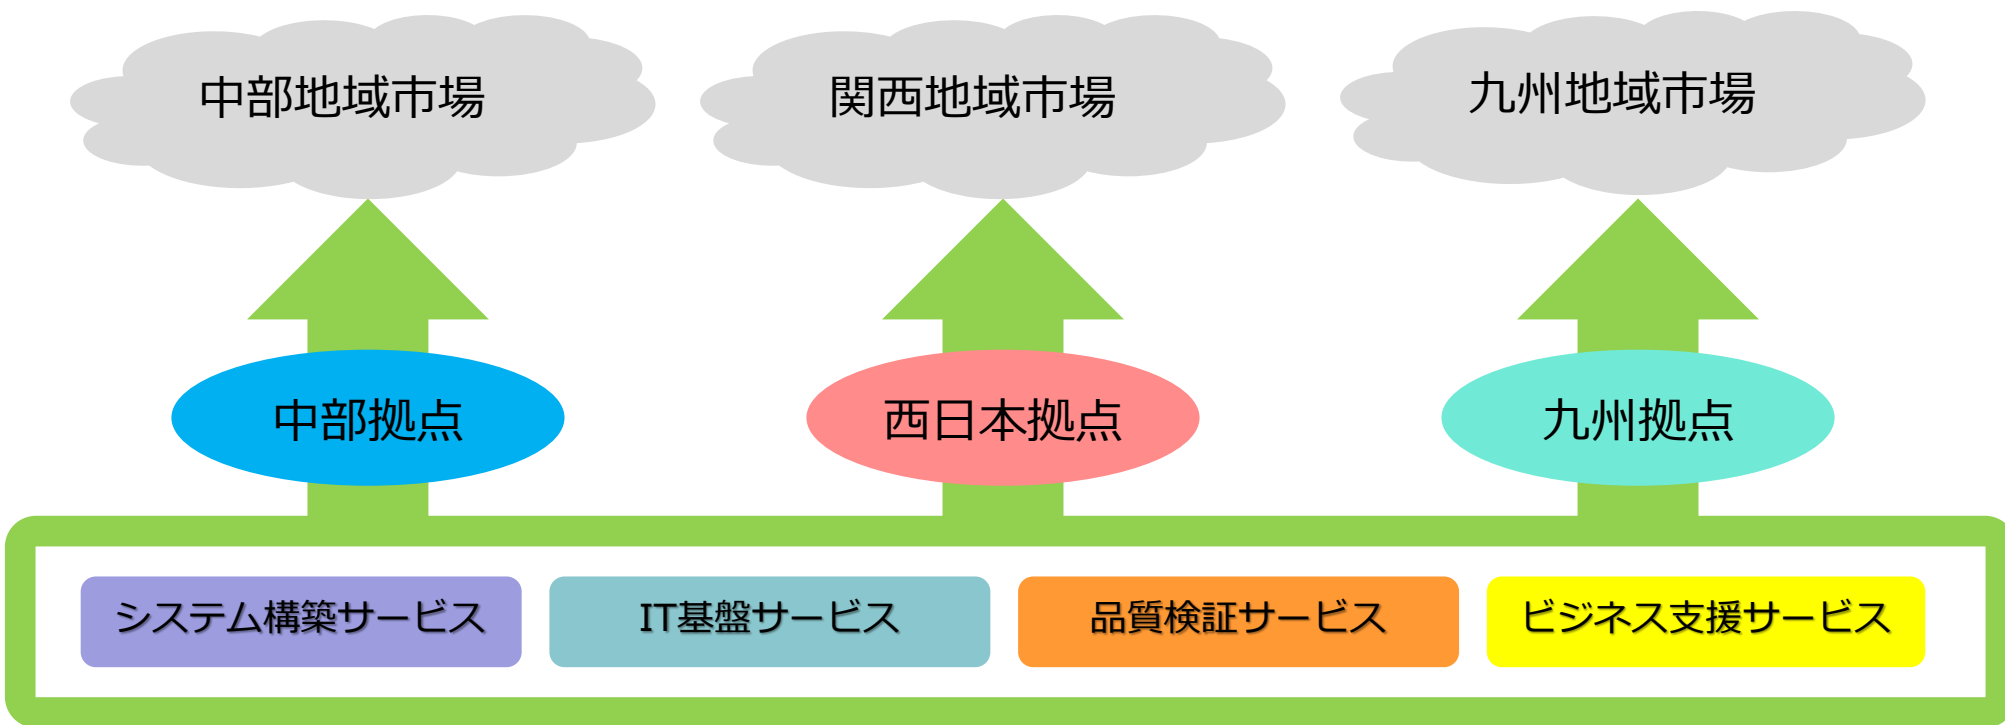 中部地域市場
関西地域市場
九州地域市場
中部拠点
西日本拠点
九州拠点
システム構築サービス
IT基盤サービス
品質検証サービス
ビジネス支援サービス